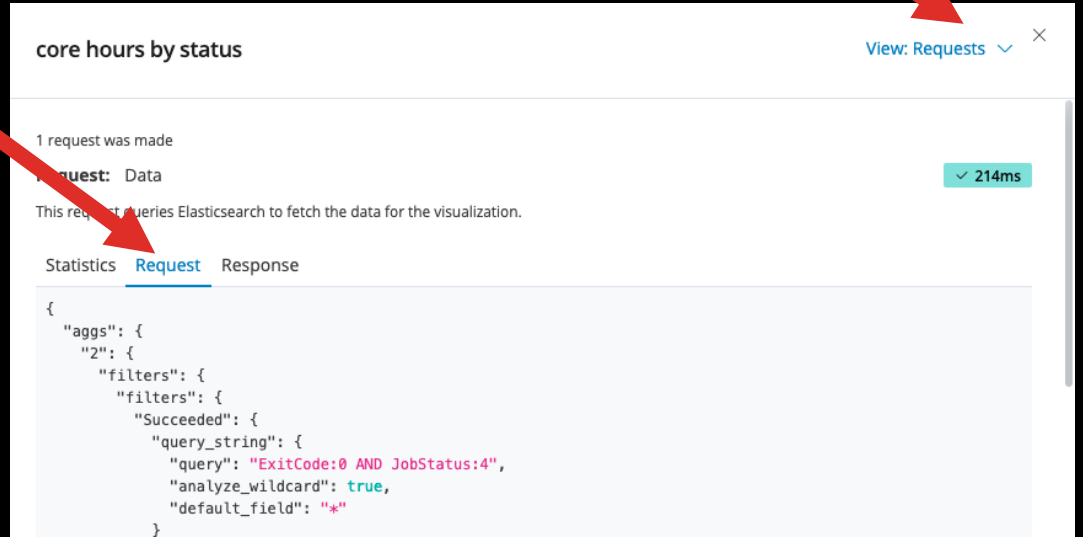 core hours by status
View: Requests
1 request was made
quest: Data
214ms
This request queries Elasticsearch to fetch the data for the visualization.
Statistics Request Response
{
"aggs": {
"2": {
"filters": {
"filters": {
"Succeeded": {
"query_string": {
"query": "ExitCode:0 AND JobStatus:4",
"analyze_wildcard": true,
"default_field": "*"
}